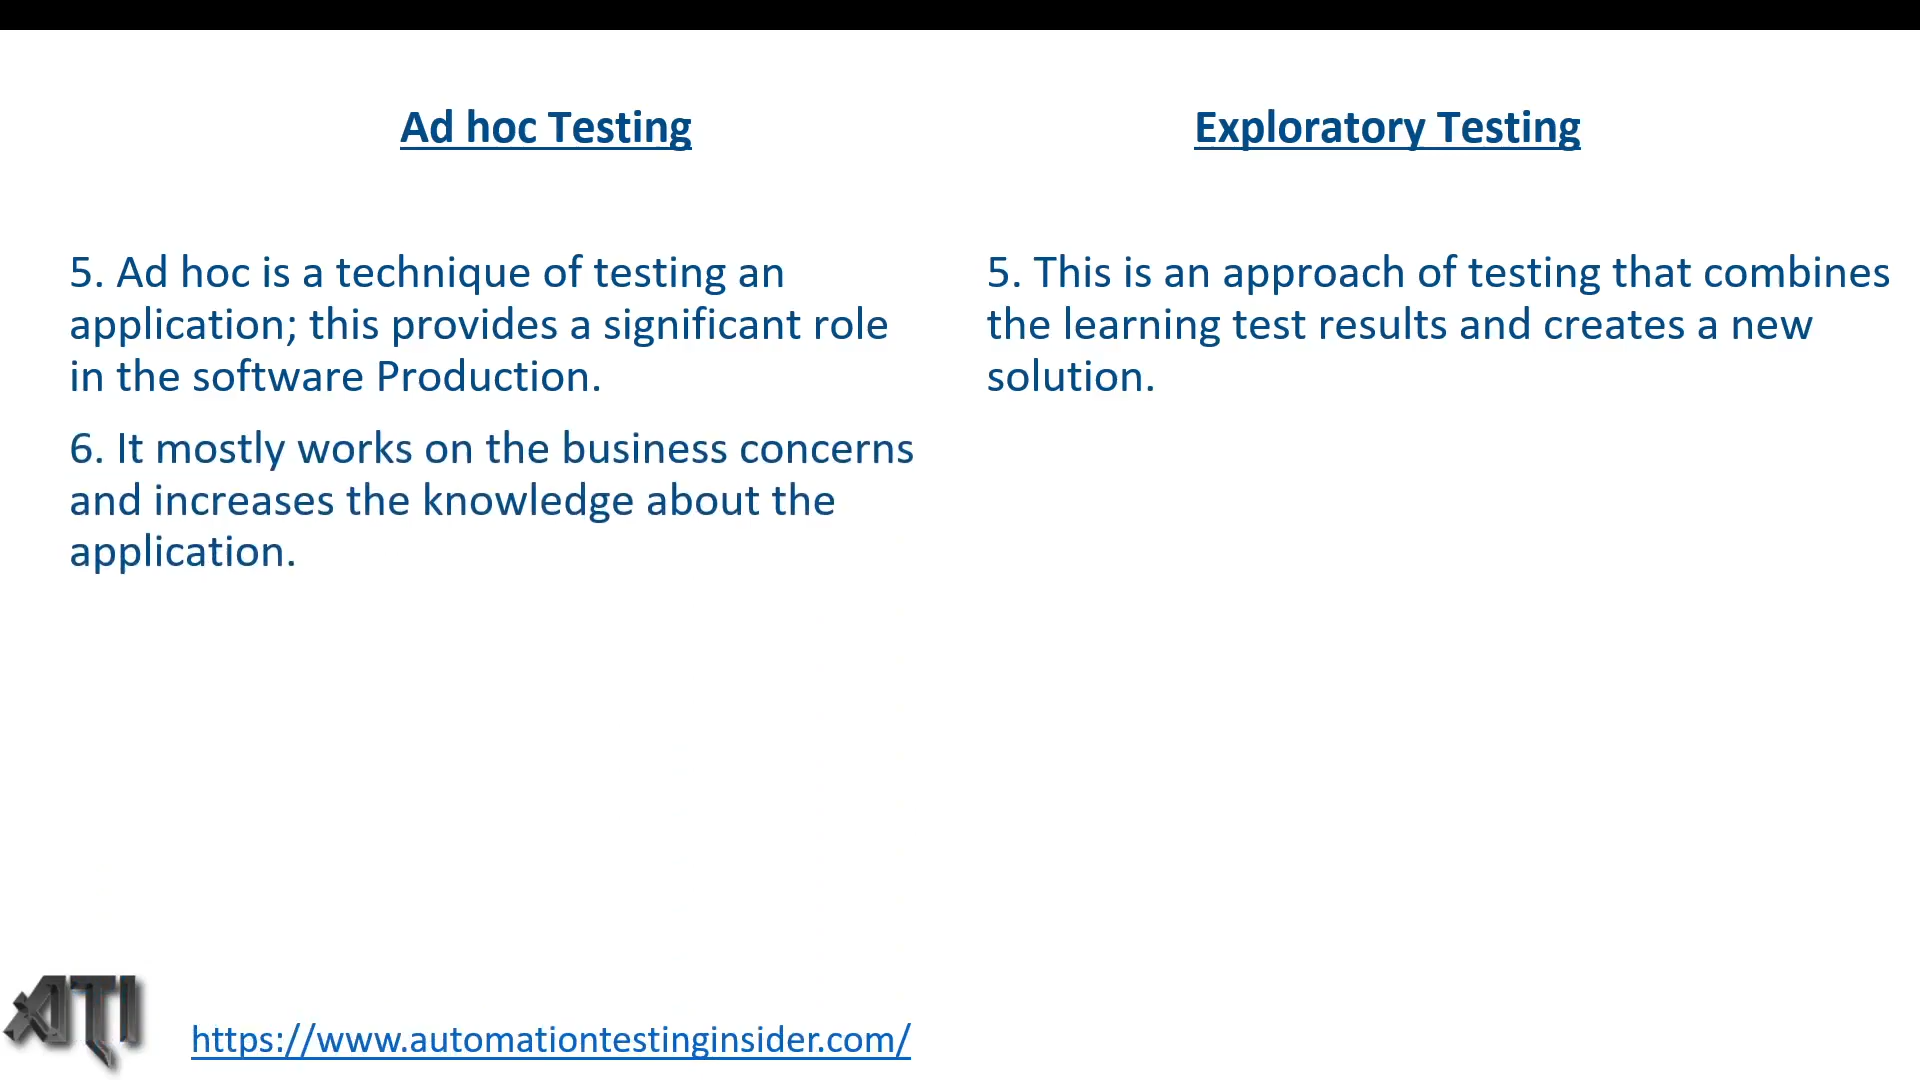 Ad hoc Testing
5. Ad hoc is a technique of testing an
application; this provides a significant role
in the software Production.
6. It mostly works on the business concerns
and increases the knowledge about the
application.
Exploratory Testing
5. This is an approach of testing that combines
the learning test results and creates a new
solution.
ATI
https://www.automationtestinginsider.com/